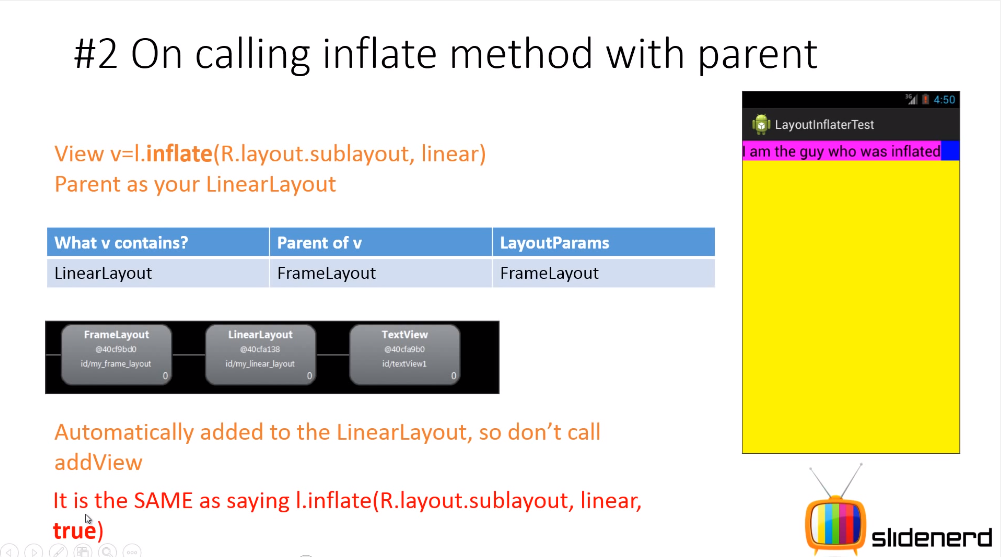 #2 On calling inflate method with parent
3G 4:50
LayoutInflaterTest
I am the guy who was inflated
View v=l.inflate(R.layout.sublayout, linear)
Parent as your LinearLayout
What v contains? Parent of v LayoutParams
LinearLayout FrameLayout FrameLayout
FrameLayout LinearLayout TextView
@40cf9bd0 @40cfa138 @40cfa9b0
id/my_frame_layout id/my_linear_layout id/textView1
0 0 0
Automatically added to the LinearLayout, so don’t call
addView
It is the SAME as saying l.inflate(R.layout.sublayout, linear,
true)
slidenerd